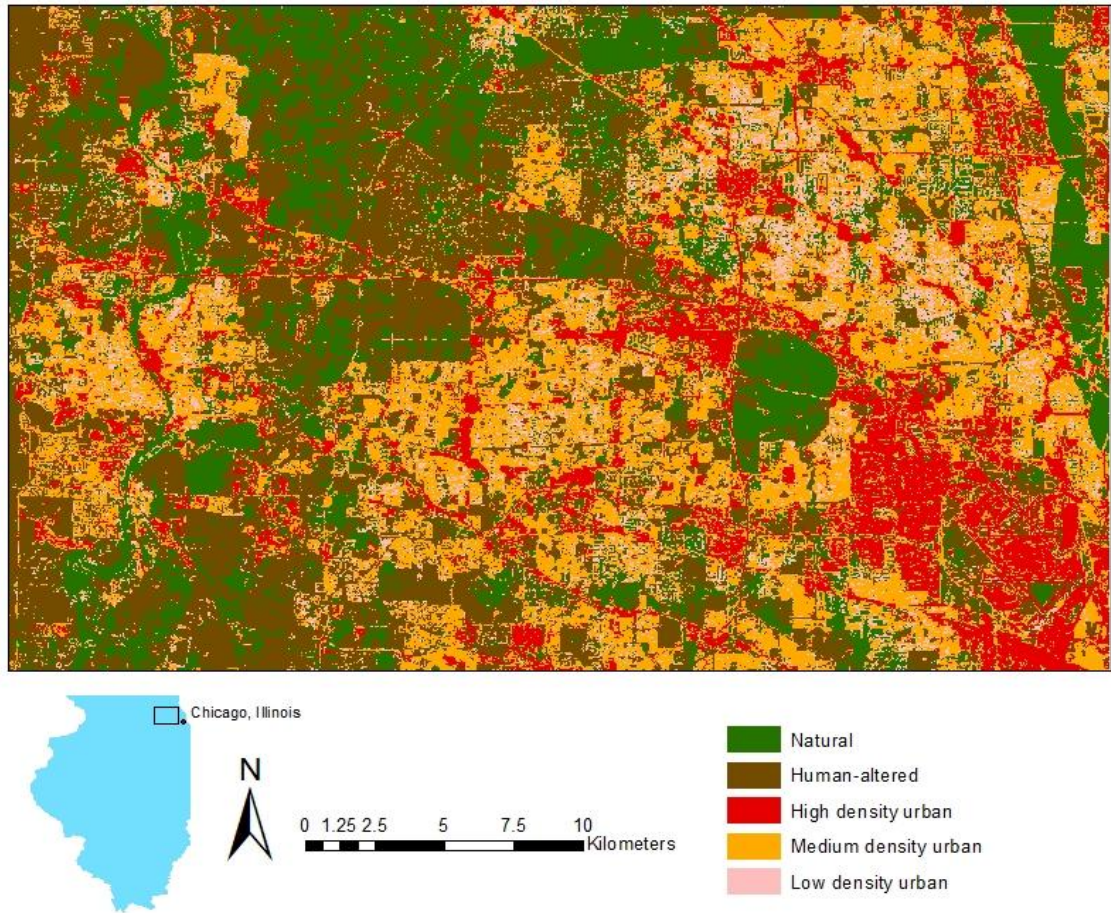 Chicago, Illinois
N
0 1.25 2.5 5 7.5 10
Kilometers
Natural
Human-altered
High density urban
Medium density urban
Low density urban